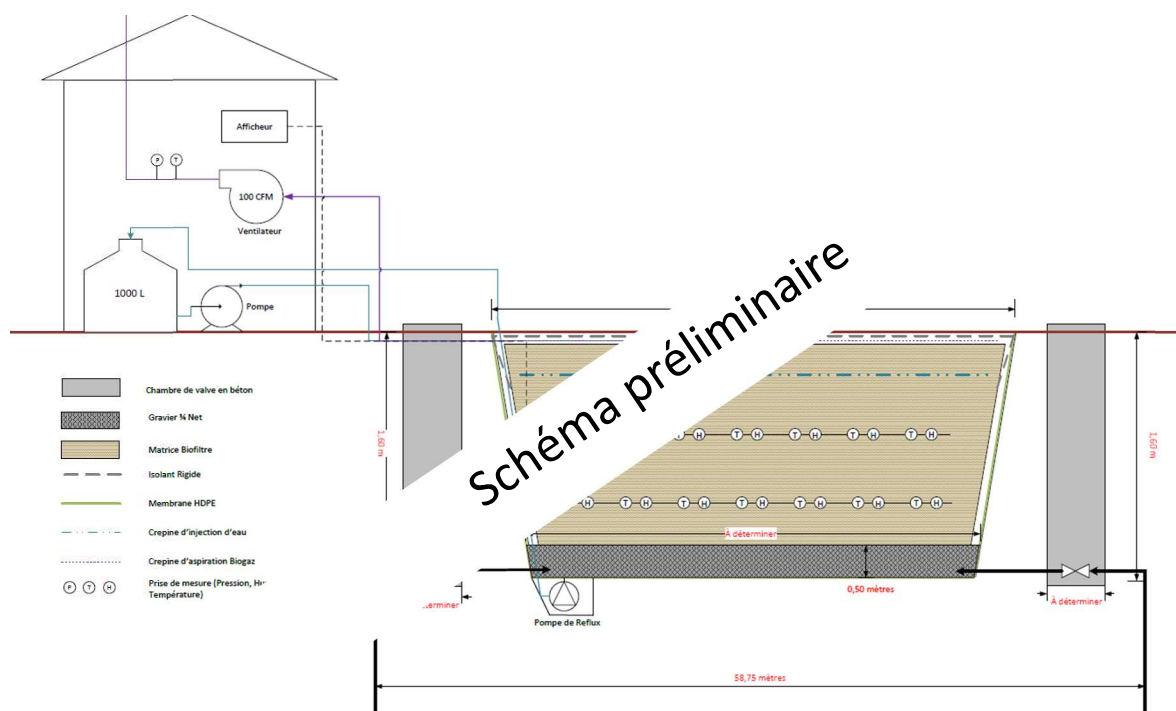 Afficheur
P T
100 CFM
Ventilateur
1000 L
Pompe
Schéma préliminaire
Chambre de valve en béton
Gravier ¾ Net
Matrice Biofiltre
Isolant Rigide
Membrane HDPE
Crepine d'injection d'eau
Crepine d'aspiration Biogaz
P T H
Prise de mesure (Pression,
Température)
1,60 m
1,60 m
H T H T H T H T H
H T H T H T H T H T H T H
À déterminer
0,50 mètres
À déterminer
Pompe de Reflux
58,75 mètres